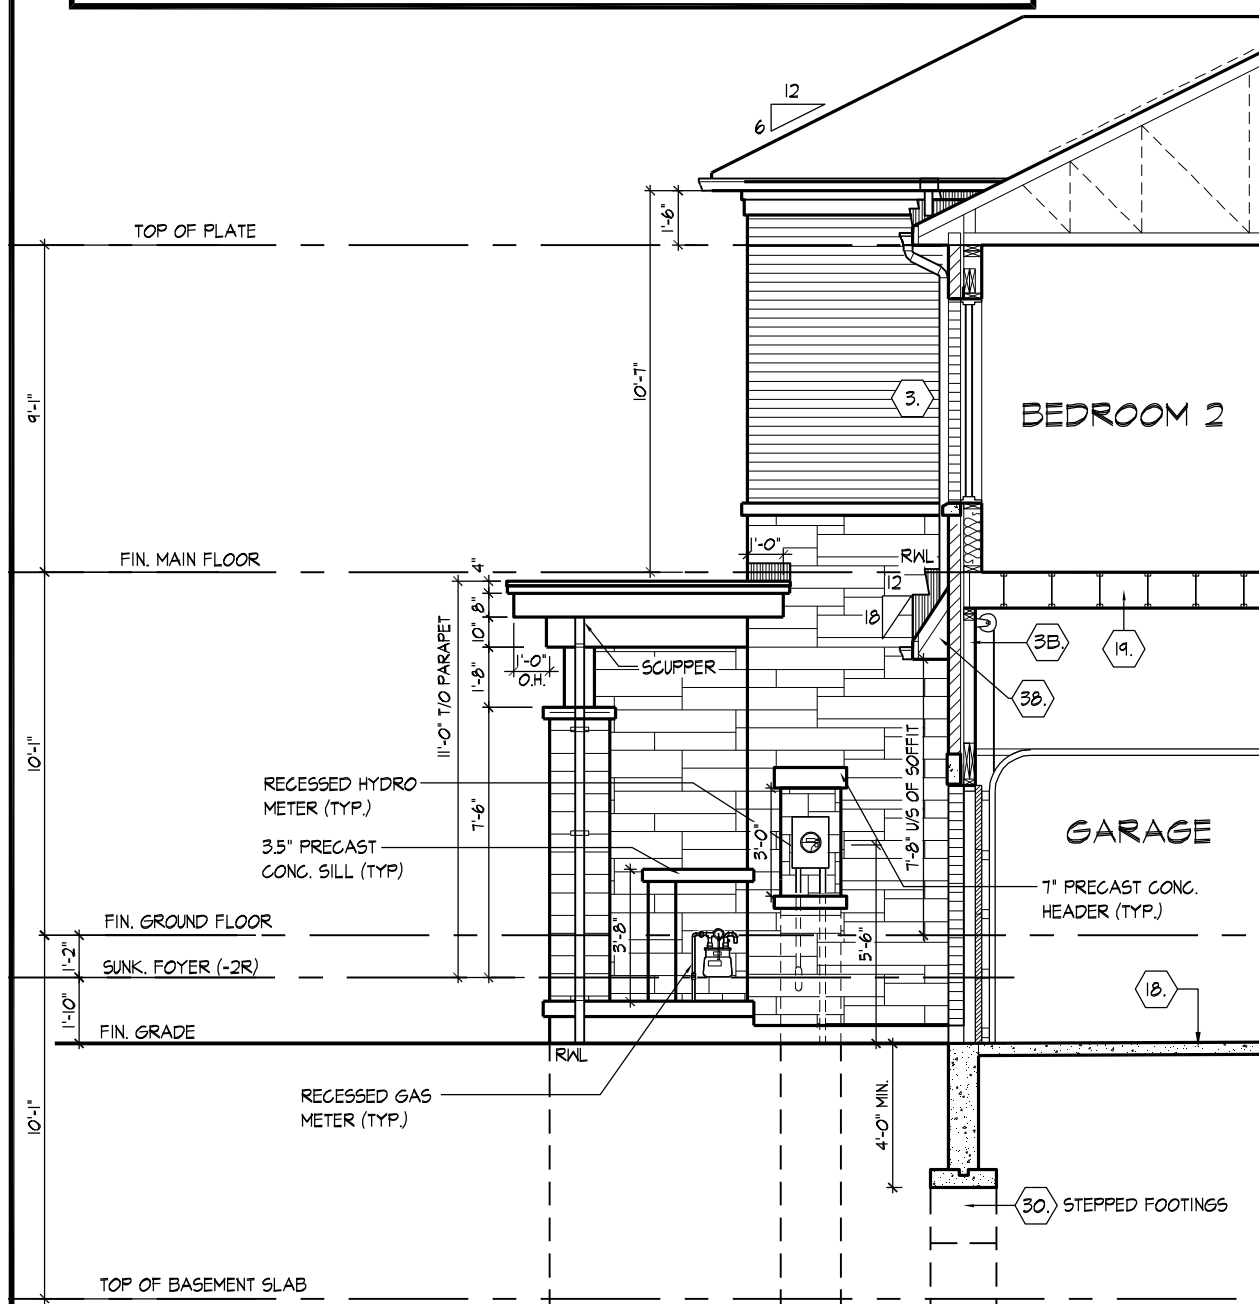 12
6
TOP OF PLATE
1'-6"
9'-1"
10'-7"
3.
BEDROOM 2
FIN. MAIN FLOOR
4"
1'-0"
RWL
12
18
8"
10"
1'-0"
O.H.
1'-8"
SCUPPER
3B.
19.
38.
11'-0" T/O PARAPET
10'-1"
7'-6"
RECESSED HYDRO
METER (TYP.)
3.5" PRECAST
CONC. SILL (TYP)
3'-0"
7'-8" U/S OF SOFFIT
GARAGE
7" PRECAST CONC.
HEADER (TYP.)
FIN. GROUND FLOOR
3'-8"
5'-6"
1'-2"
SUNK. FOYER (-2R)
18.
1'-10"
FIN. GRADE
RWL
RECESSED GAS
METER (TYP.)
10'-1"
4'-0" MIN.
30. STEPPED FOOTINGS
TOP OF BASEMENT SLAB